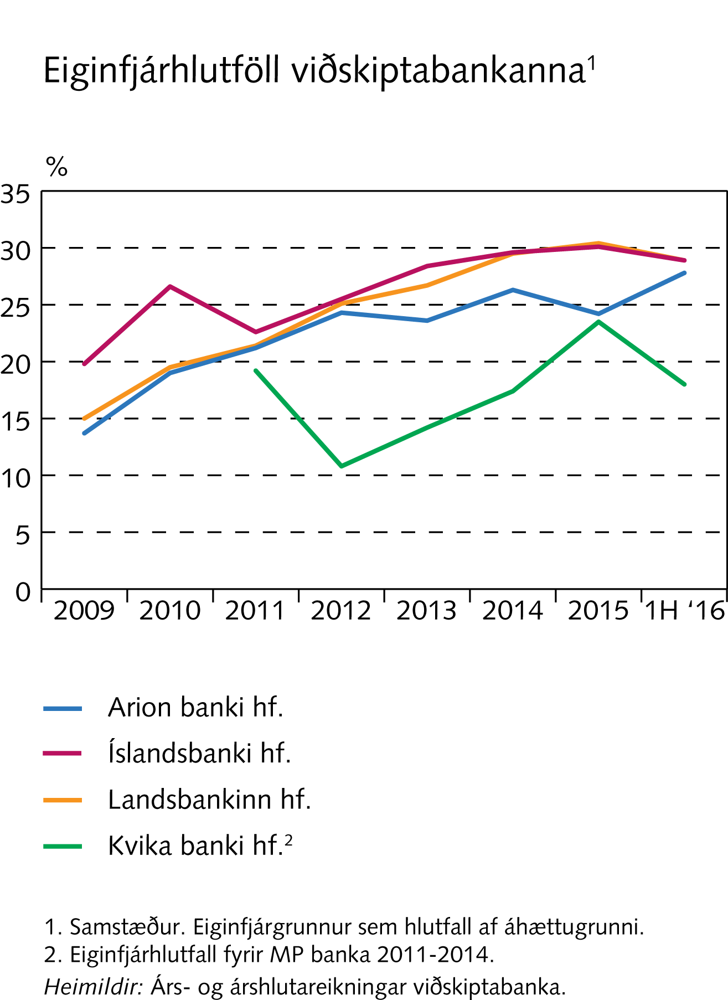 Eiginfjárhlutföll viðskiptabankanna¹
%
35
30
25
20
15
10
5
0
2009 2010 2011 2012 2013 2014 2015 1H ‘16
Arion banki hf.
Íslandsbanki hf.
Landsbankinn hf.
Kvika banki hf.²
1. Samstæður. Eiginfjárgrunnur sem hlutfall af áhættugrunni.
2. Eiginfjárhlutfall fyrir MP banka 2011-2014.
Heimildir: Árs- og árshlutareikningar viðskiptabanka.